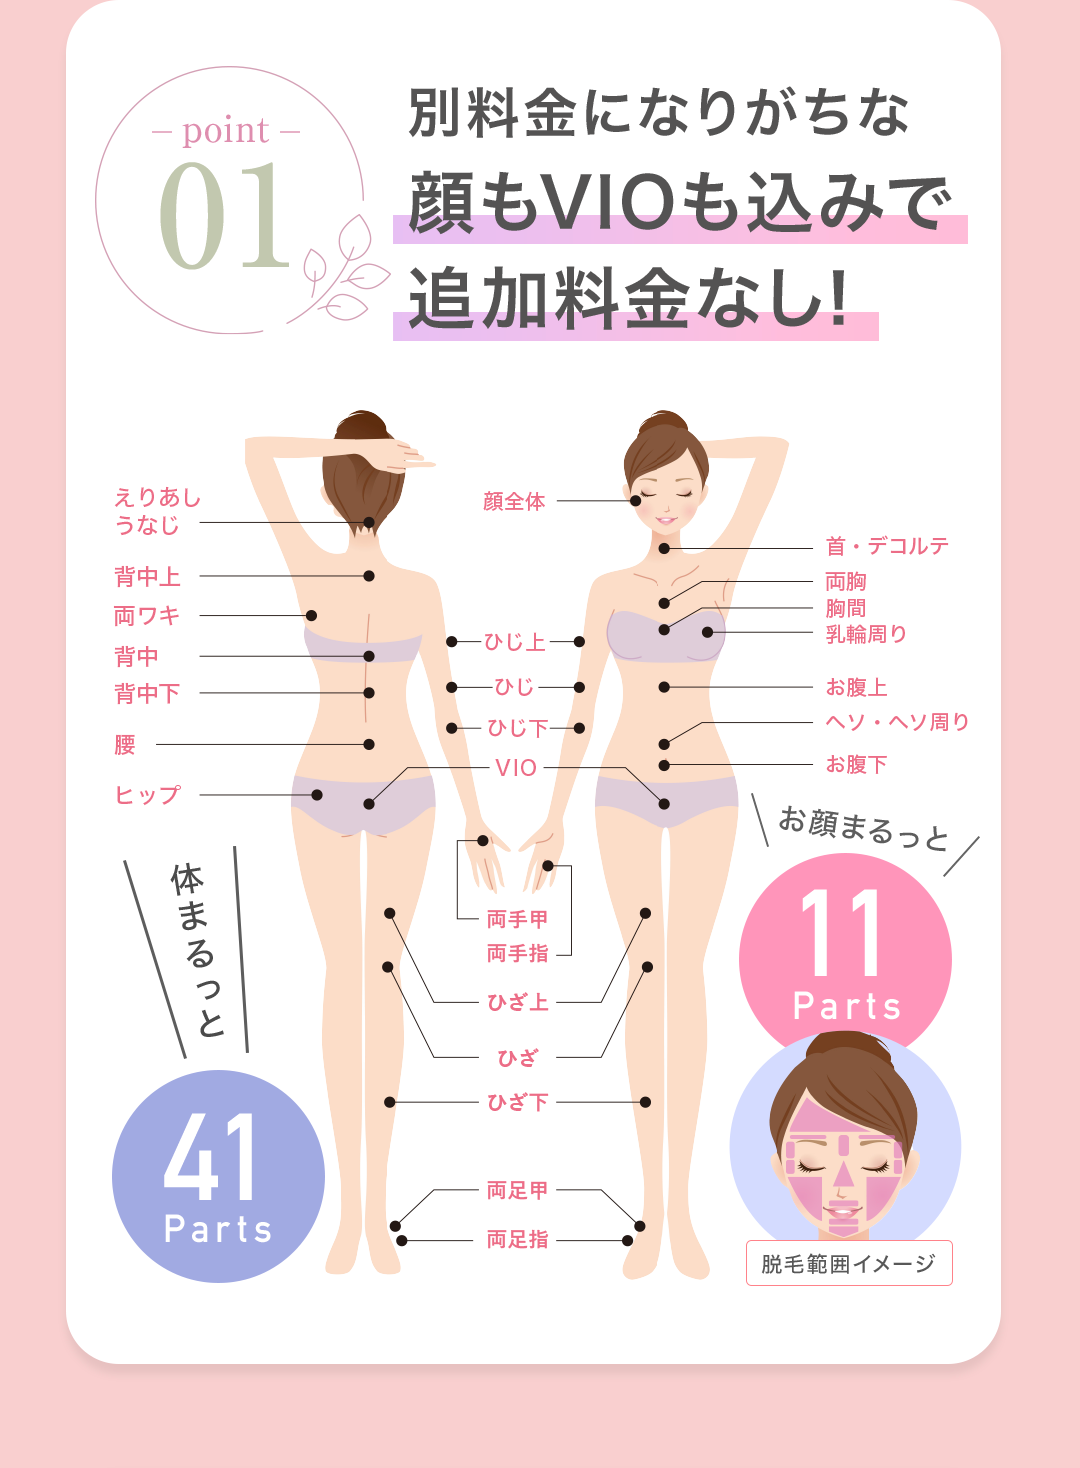 point
01
別料金になりがちな
顔もVIOも込みで
追加料金なし!
えりあし
うなじ
背中上
両ワキ
背中
背中下
腰
ヒップ
顔全体
ひじ上
ひじ
ひじ下
VIO
両手甲
両手指
ひざ上
ひざ
ひざ下
両足甲
両足指
首・デコルテ
両胸
胸間
乳輪周り
お腹上
へソ・へソ周り
お腹下
体まるっと
41
Parts
お顔まるっと
11
Parts
脱毛範囲イメージ